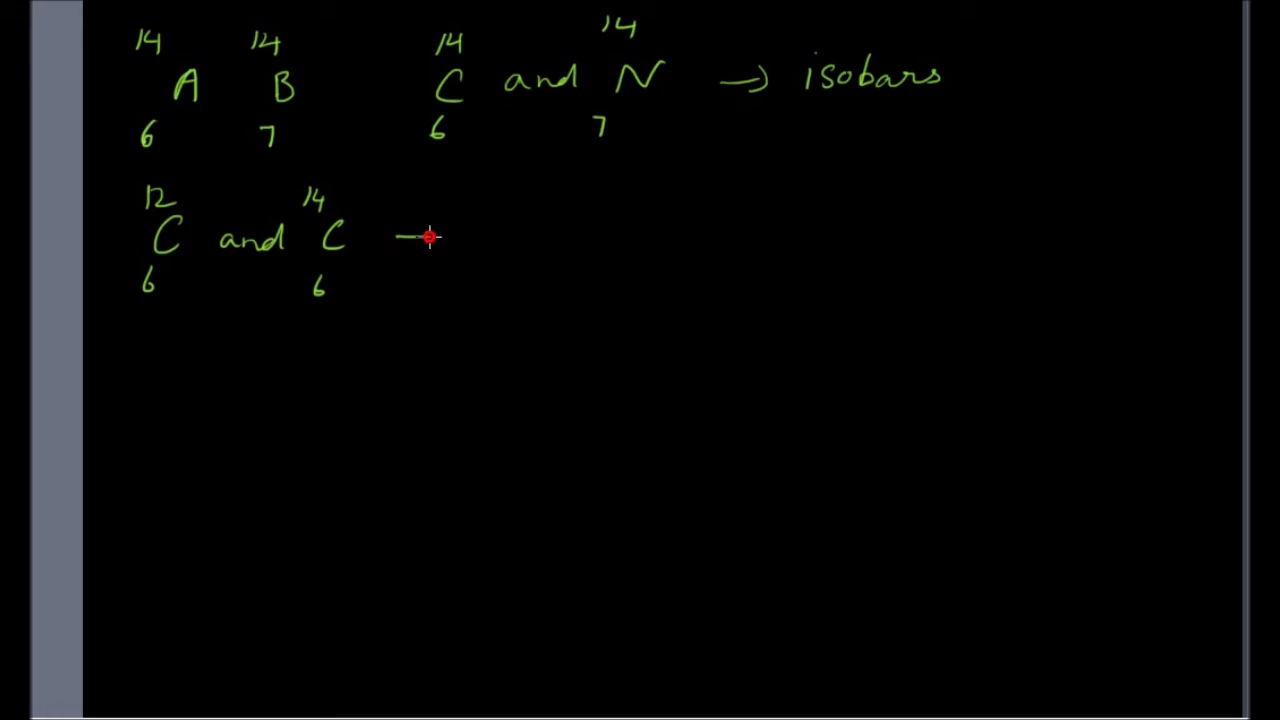 14 14 14 14
A B C and N → isobars
6 7 6 7
12 14
C and C —
6 6